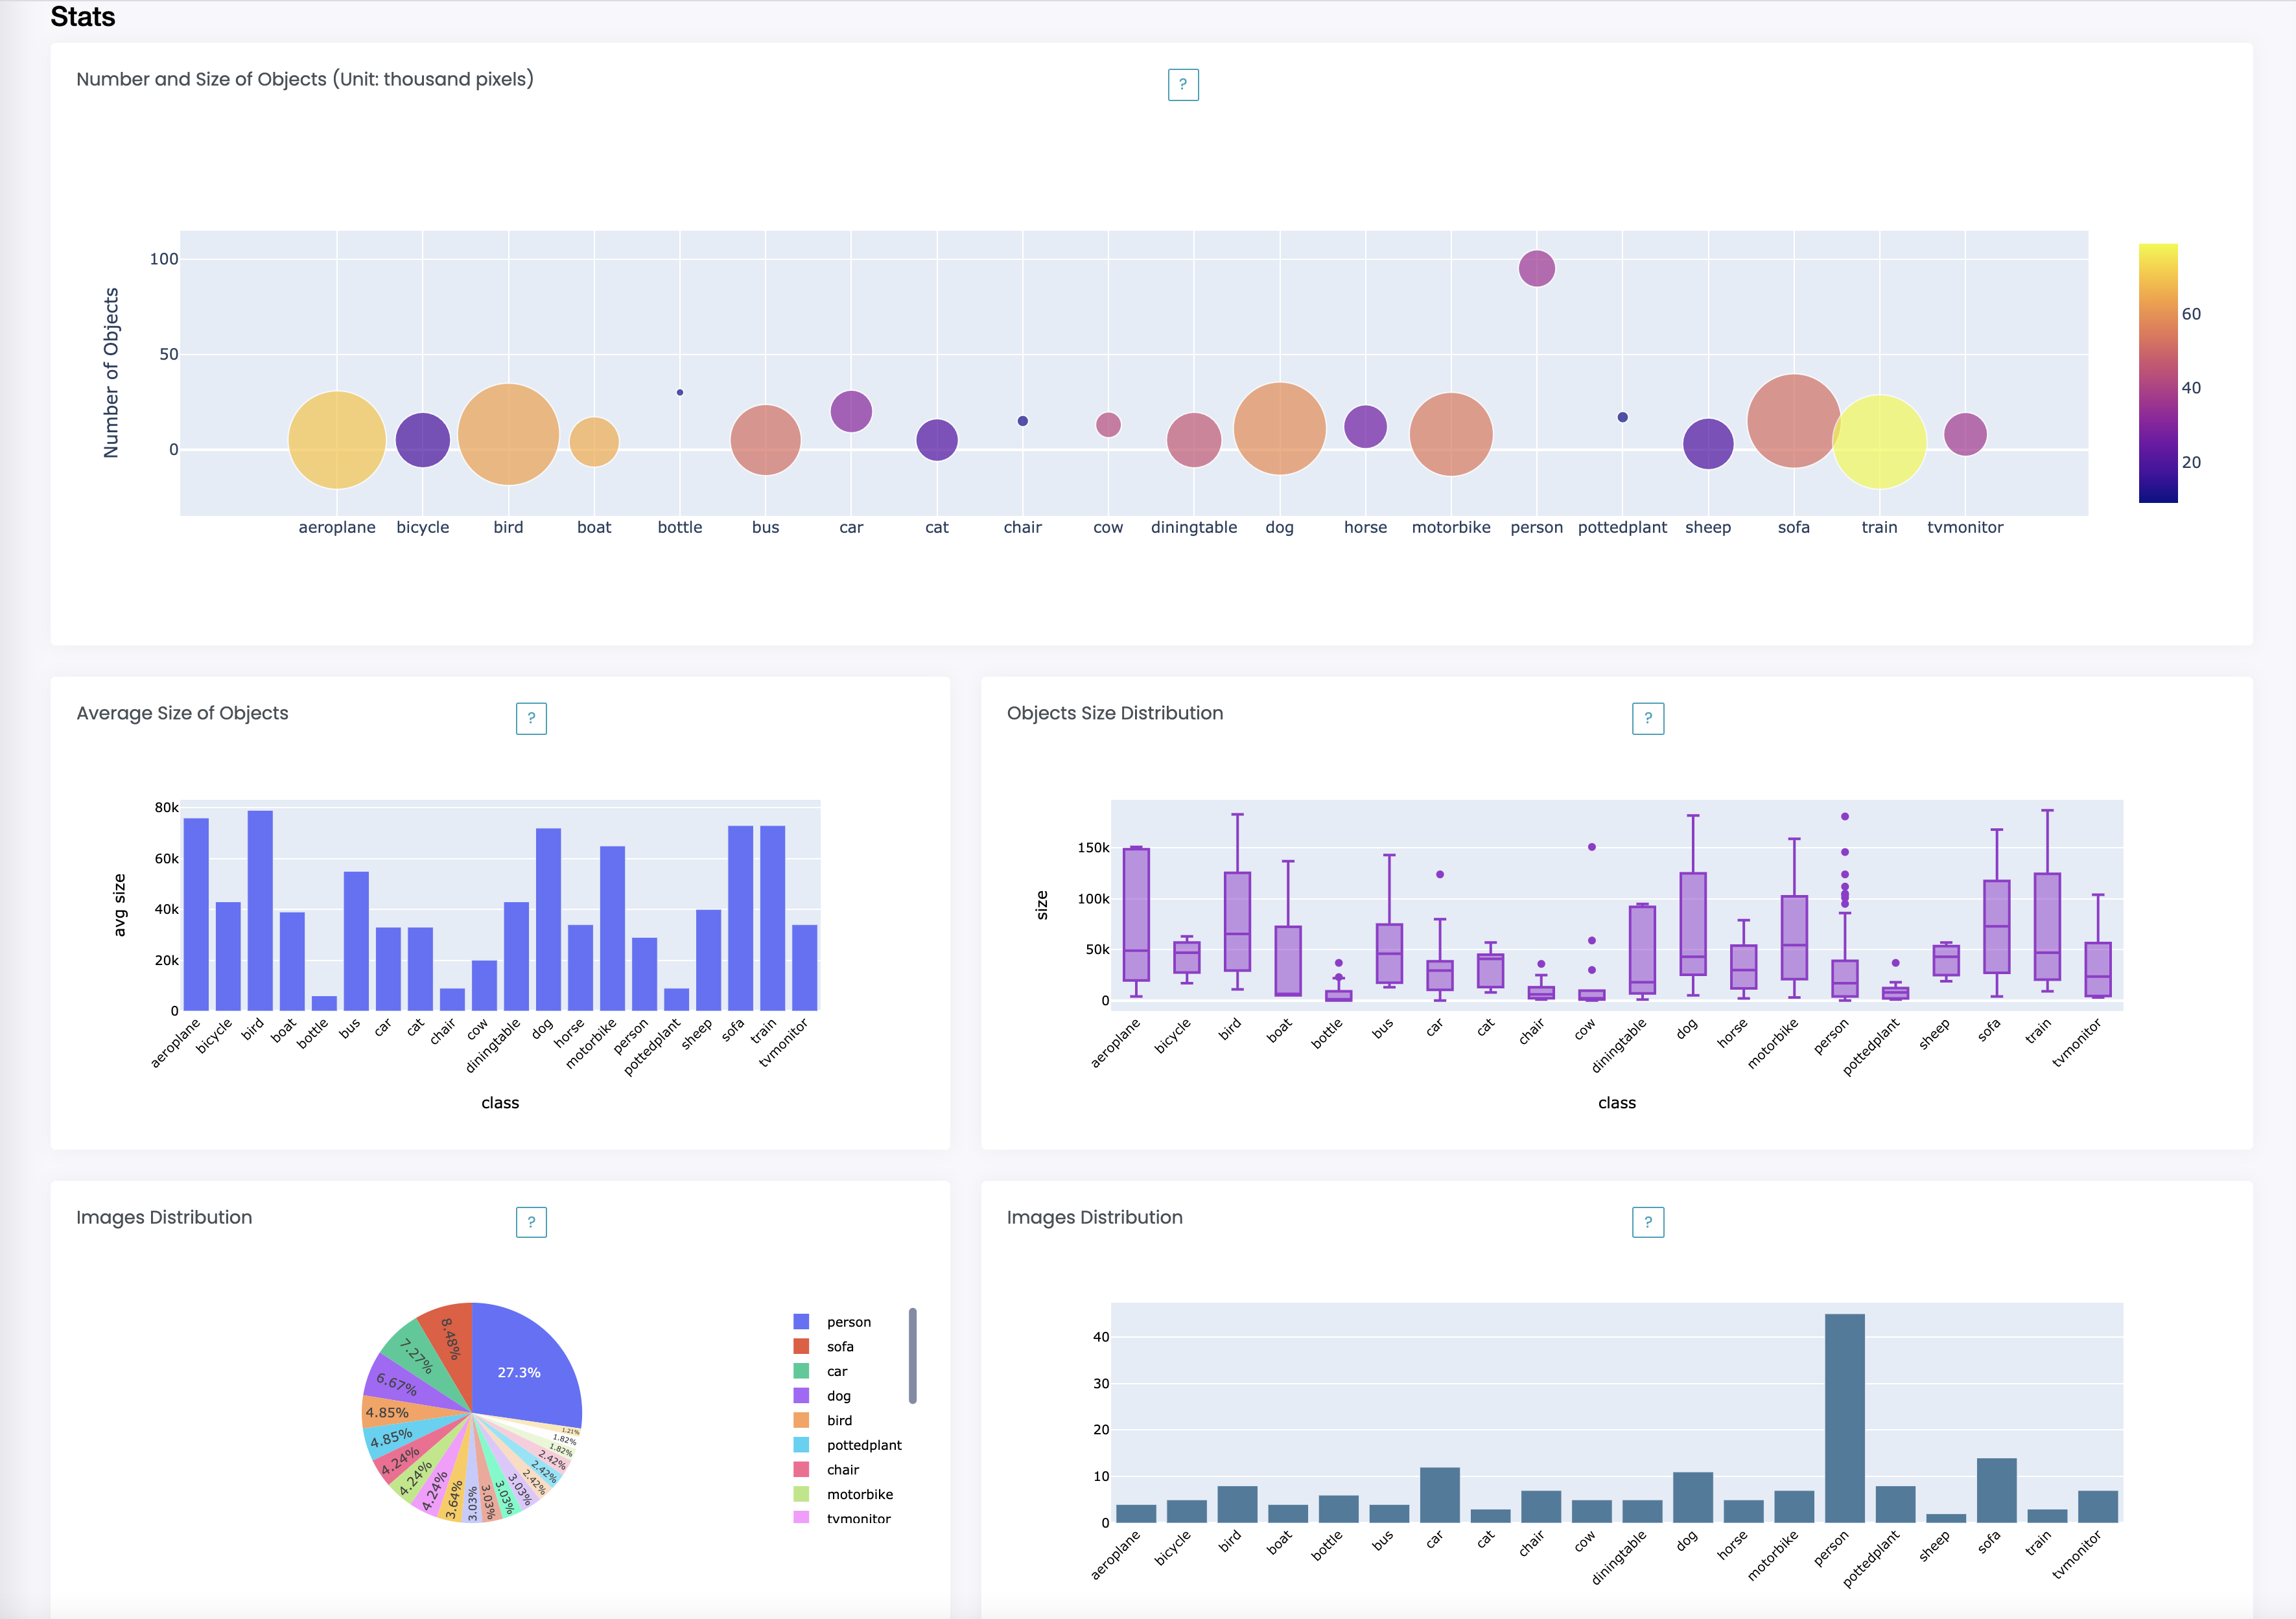 Stats
Number and Size of Objects (Unit: thousand pixels)
?
Number of Objects
100
50
0
aeroplane bicycle bird boat bottle bus car cat chair cow diningtable dog horse motorbike person pottedplant sheep sofa train tvmonitor
60
40
20
Average Size of Objects
?
avg size
80k
60k
40k
20k
0
aeroplane bicycle bird boat bottle bus car cat chair cow diningtable dog horse motorbike person pottedplant sheep sofa train tvmonitor
class
Objects Size Distribution
?
size
150k
100k
50k
0
aeroplane bicycle bird boat bottle bus car cat chair cow diningtable dog horse motorbike person pottedplant sheep sofa train tvmonitor
class
Images Distribution
?
27.3%
8.48%
7.27%
6.67%
4.85%
4.85%
4.24%
4.24%
4.24%
3.64%
3.03%
3.03%
3.03%
3.03%
2.42%
2.42%
2.42%
1.82%
1.82%
1.21%
person
sofa
car
dog
bird
pottedplant
chair
motorbike
tvmonitor
Images Distribution
?
40
30
20
10
0
aeroplane bicycle bird boat bottle bus car cat chair cow diningtable dog horse motorbike person pottedplant sheep sofa train tvmonitor